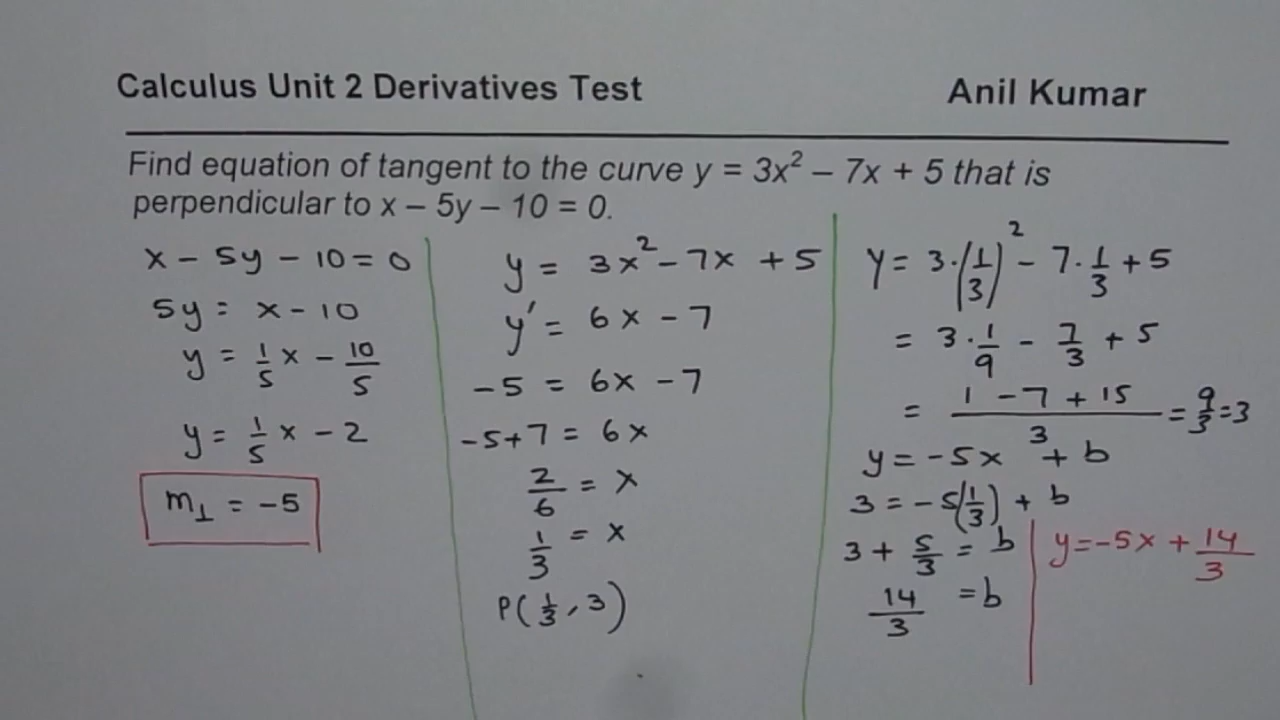 Calculus Unit 2 Derivatives Test
Anil Kumar
Find equation of tangent to the curve y = 3x² – 7x + 5 that is
perpendicular to x – 5y – 10 = 0.
x – 5y – 10 = 0
5y = x – 10
y = 1/5 x – 10/5
y = 1/5 x – 2
m⊥ = –5
y = 3x² – 7x + 5
y' = 6x – 7
–5 = 6x – 7
–5+7 = 6x
2/6 = x
1/3 = x
P(1/3, 3)
y = 3·(1/3)² – 7·1/3 + 5
= 3·1/9 – 7/3 + 5
= (1 – 7 + 15)/3 = 9/3 = 3
y = –5x + b
3 = –5(1/3) + b
3 + 5/3 = b
14/3 = b
y = –5x + 14/3